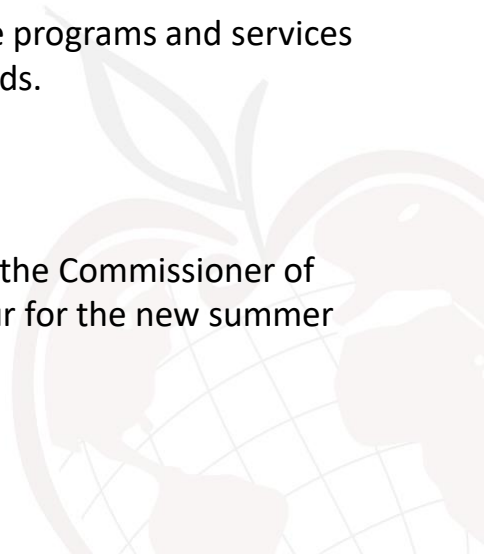 programs and services
ds.
the Commissioner of
for the new summer